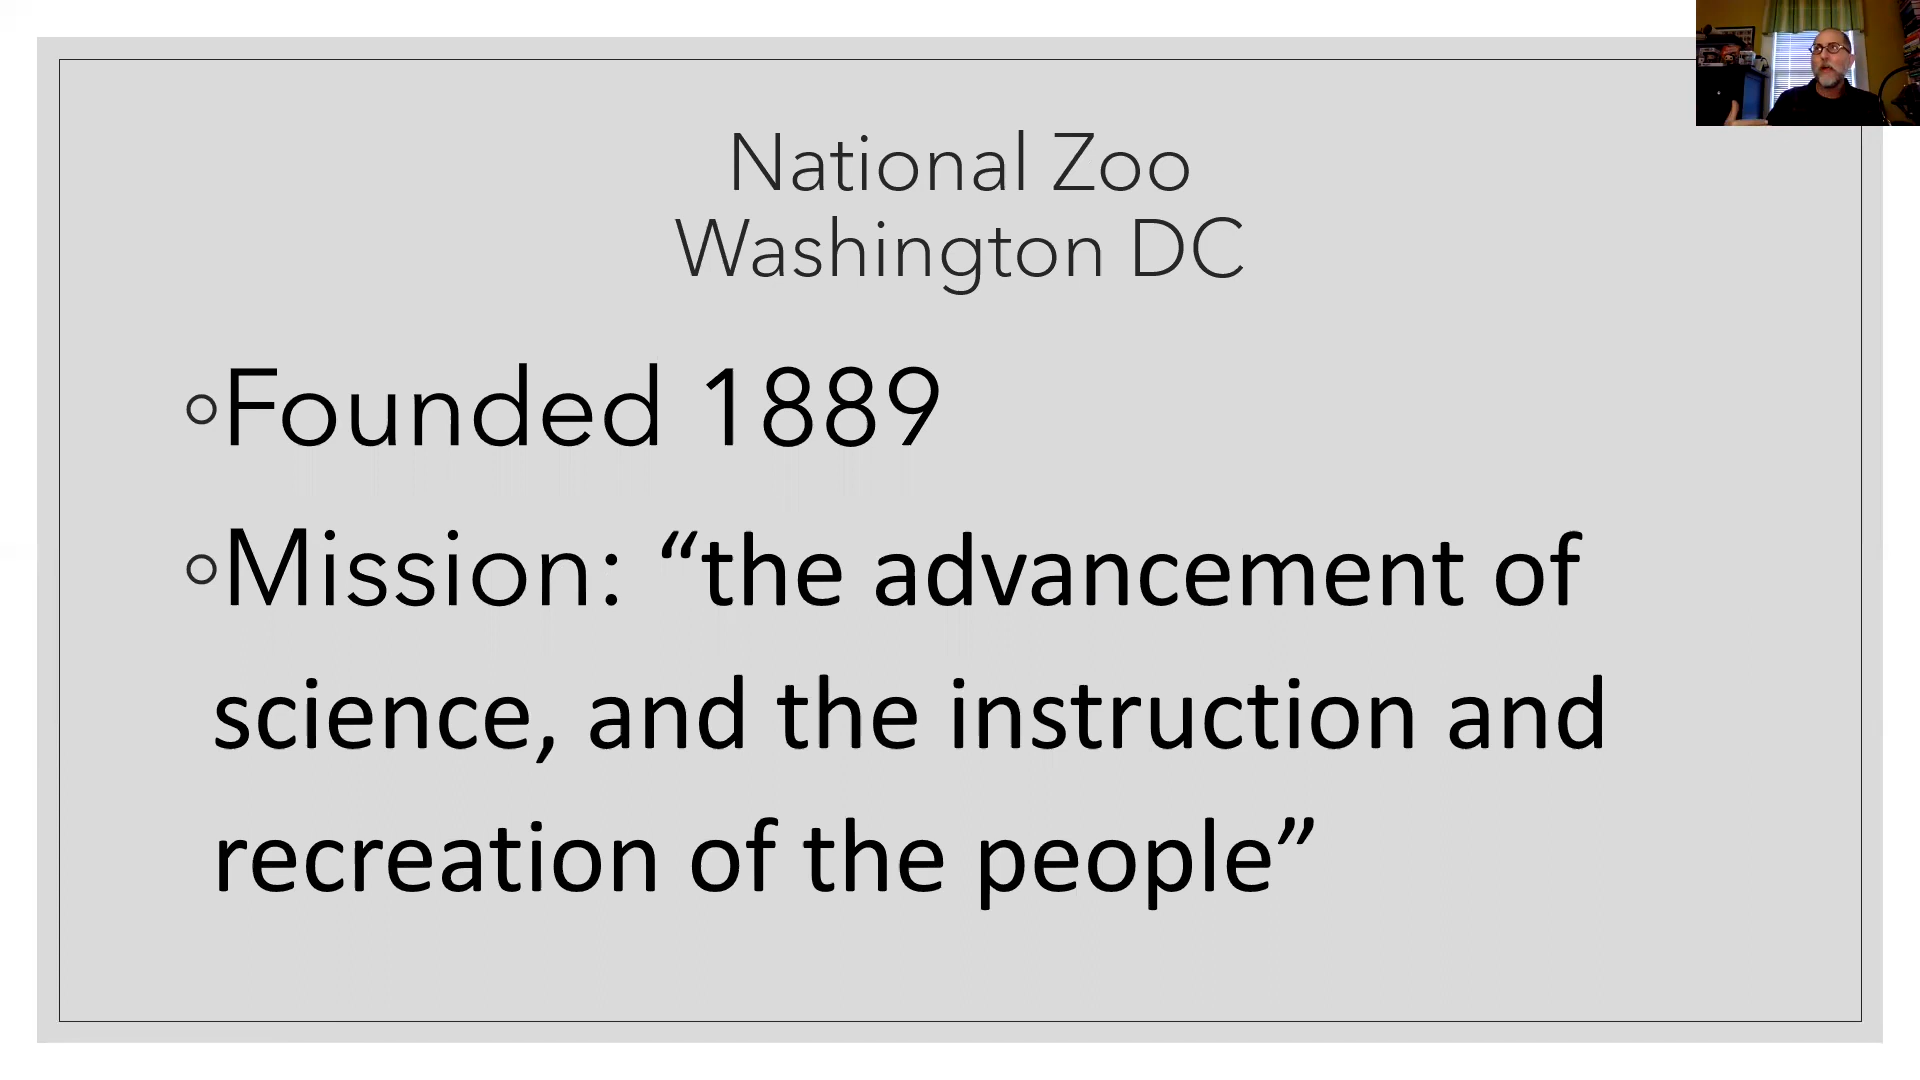 National Zoo
Washington DC
◦Founded 1889
◦Mission: “the advancement of
science, and the instruction and
recreation of the people”